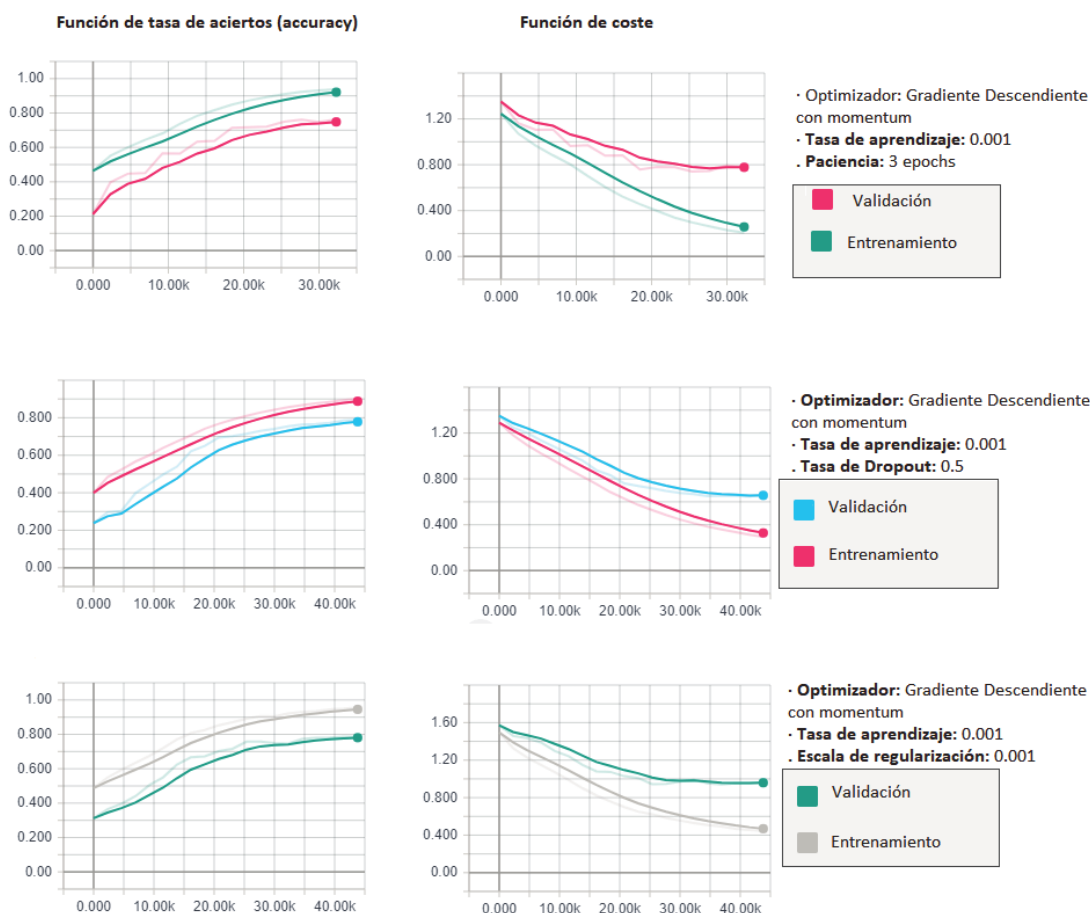 Función de tasa de aciertos (accuracy)
Función de coste
1.00
0.800
0.600
0.400
0.200
0.00
0.000 10.00k 20.00k 30.00k
1.20
0.800
0.400
0.00
0.000 10.00k 20.00k 30.00k
· Optimizador: Gradiente Descendiente
con momentum
· Tasa de aprendizaje: 0.001
. Paciencia: 3 epochs
Validación
Entrenamiento
0.800
0.600
0.400
0.200
0.00
0.000 10.00k 20.00k 30.00k 40.00k
1.20
0.800
0.400
0.00
0.000 10.00k 20.00k 30.00k 40.00k
· Optimizador: Gradiente Descendiente
con momentum
· Tasa de aprendizaje: 0.001
. Tasa de Dropout: 0.5
Validación
Entrenamiento
1.00
0.800
0.600
0.400
0.200
0.00
0.000 10.00k 20.00k 30.00k 40.00k
1.60
1.20
0.800
0.400
0.00
0.000 10.00k 20.00k 30.00k 40.00k
· Optimizador: Gradiente Descendiente
con momentum
· Tasa de aprendizaje: 0.001
. Escala de regularización: 0.001
Validación
Entrenamiento